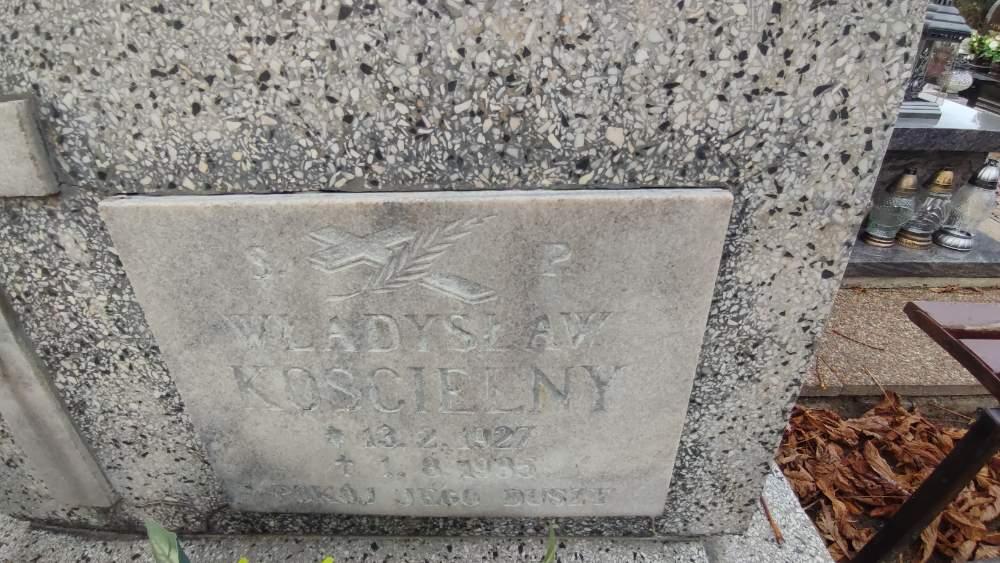 Ś. P.
WŁADYSŁAW
KOŚCIELNY
* 13.2.1927
✝ 1.8.1985
POKÓJ JEGO DUSZY